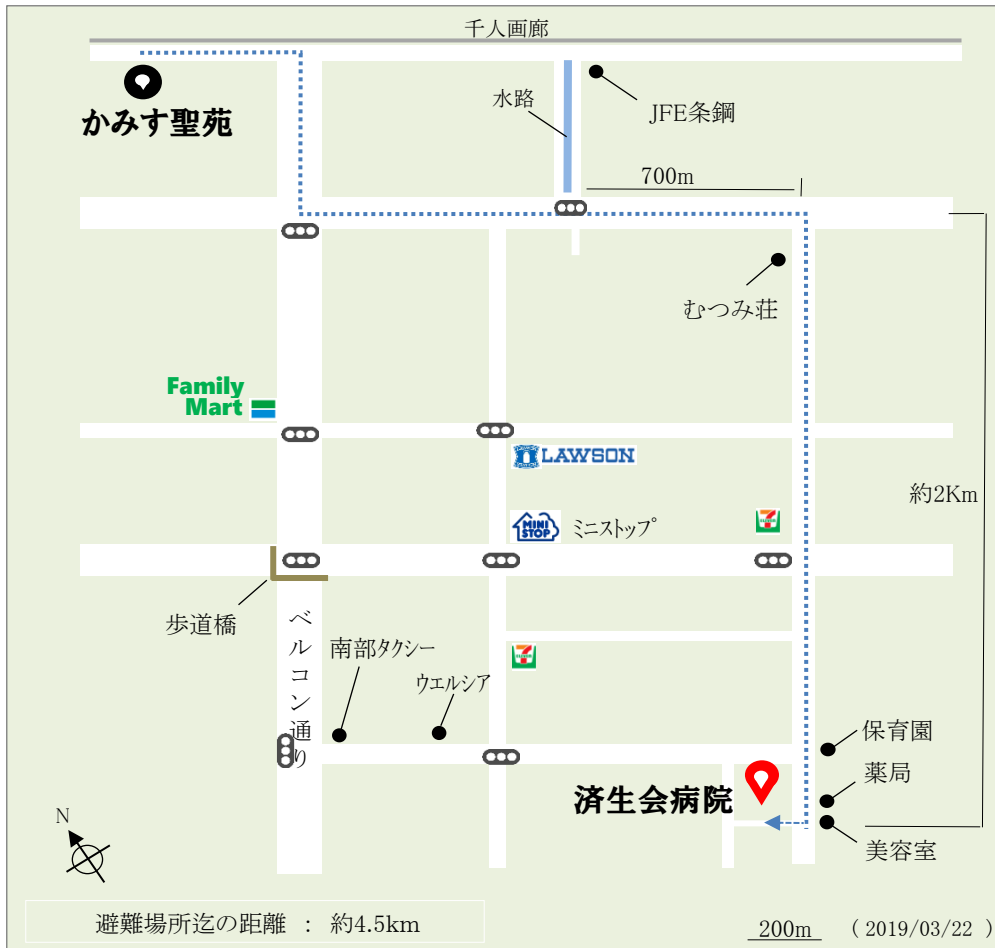 千人画廊
水路
JFE条鋼
かみす聖苑
700m
むつみ荘
Family
Mart
LAWSON
約2Km
MINI
STOP
ミニストップ
歩道橋
ベルコン通り
南部タクシー
ウエルシア
保育園
薬局
済生会病院
美容室
N
避難場所迄の距離 : 約4.5km
200m
( 2019/03/22 )